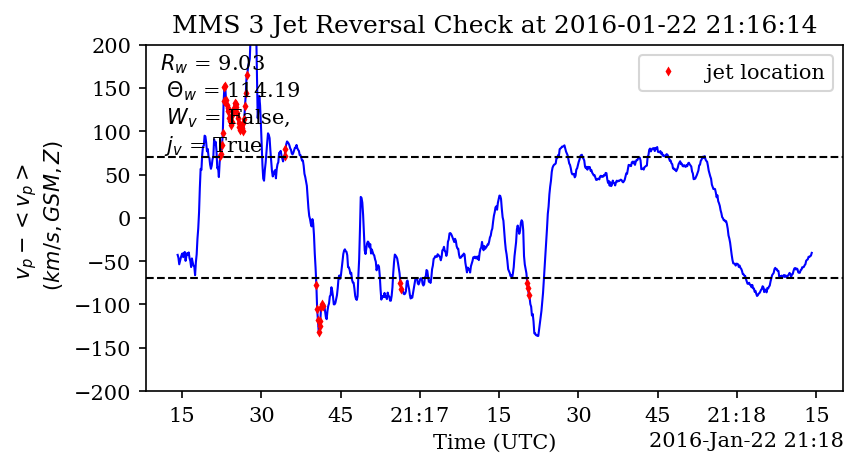 MMS 3 Jet Reversal Check at 2016-01-22 21:16:14
v_p − < v_p >
(km/s, GSM, Z)
200
150
100
50
0
−50
−100
−150
−200
R_w = 9.03
Θ_w = 114.19
W_v = False,
j_v = True
jet location
15 30 45 21:17 15 30 45 21:18 15
Time (UTC)
2016-Jan-22 21:18